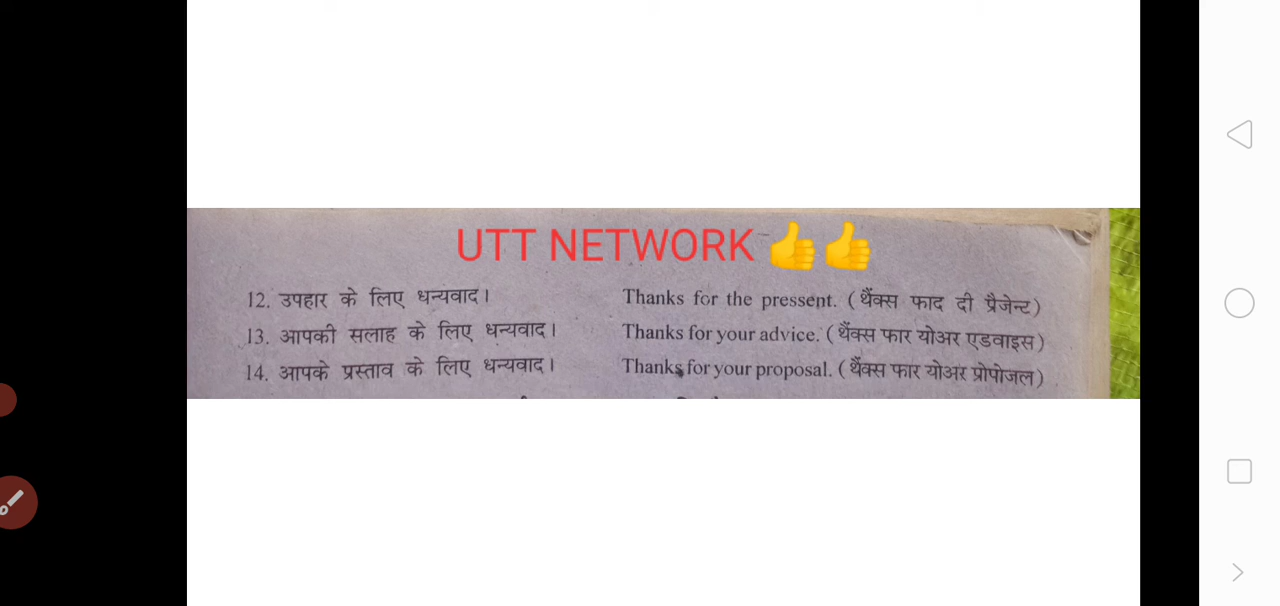 UTT NETWORK 👍👍
12. उपहार के लिए धन्यवाद। Thanks for the pressent. (थैंक्स फाद दी प्रैजेन्ट)
13. आपकी सलाह के लिए धन्यवाद। Thanks for your advice. (थैंक्स फार योअर एडवाइस)
14. आपके प्रस्ताव के लिए धन्यवाद। Thanks for your proposal. (थैंक्स फार योअर प्रोपोजल)